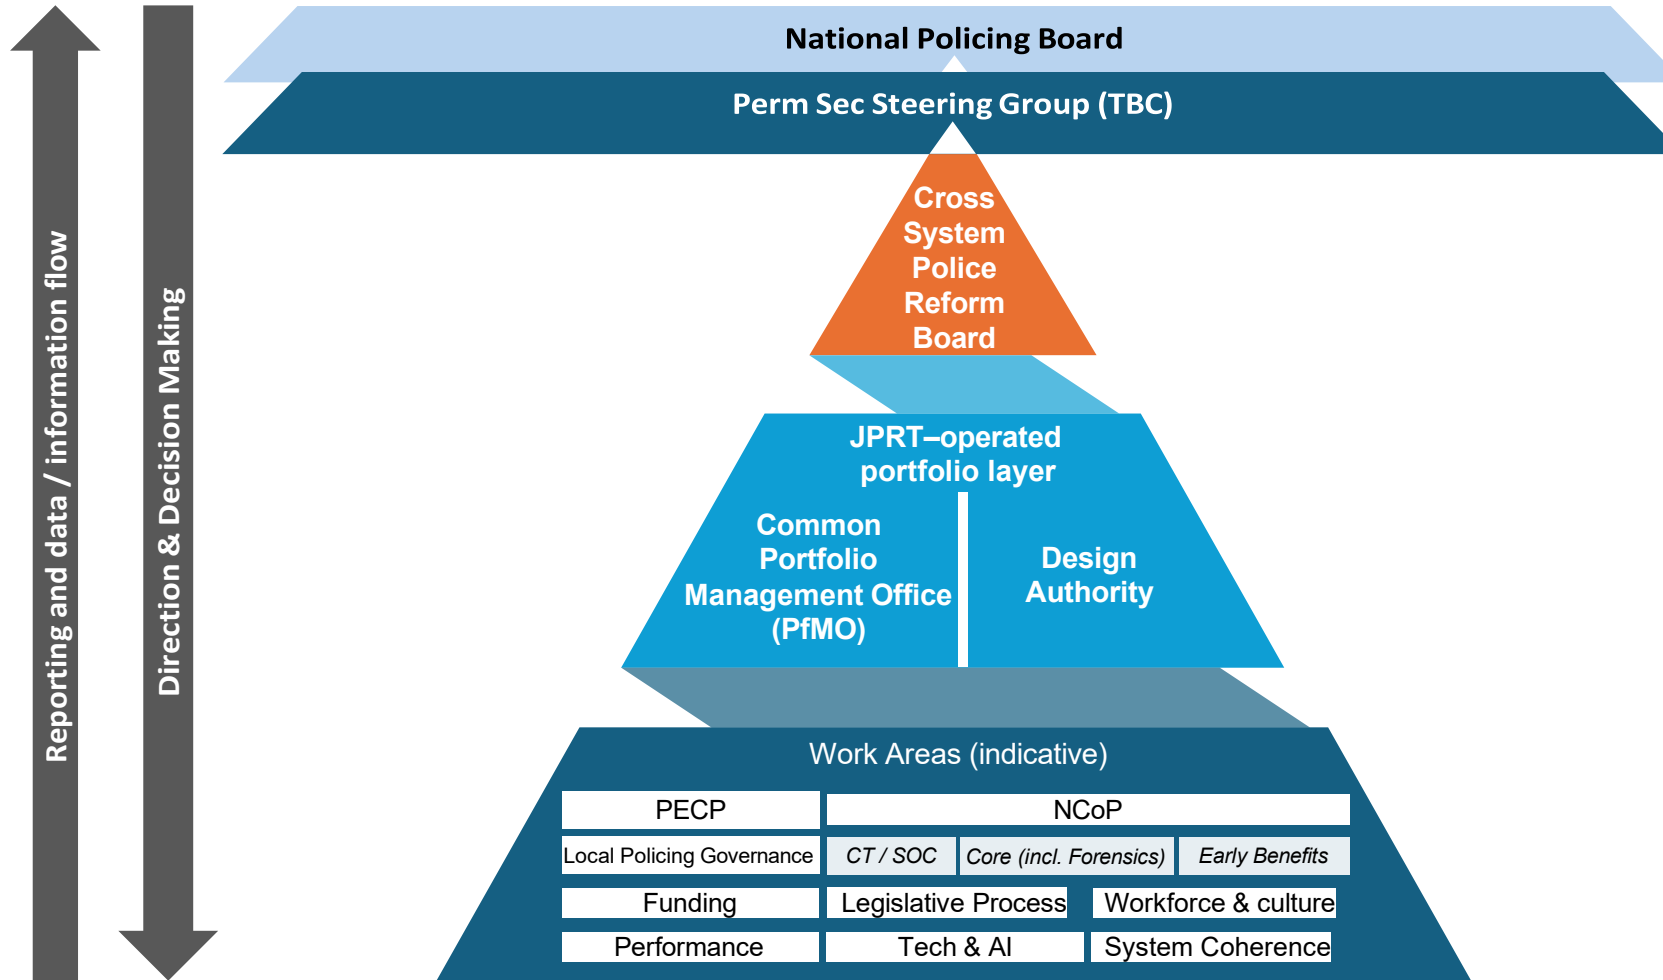 National Policing Board
Perm Sec Steering Group (TBC)
Reporting and data / information flow
Direction & Decision Making
Cross
System
Police
Reform
Board
JPRT–operated
portfolio layer
Common
Portfolio
Management Office
(PfMO)
Design
Authority
Work Areas (indicative)
PECP
NCoP
Local Policing Governance
CT / SOC
Core (incl. Forensics)
Early Benefits
Funding
Legislative Process
Workforce & culture
Performance
Tech & AI
System Coherence